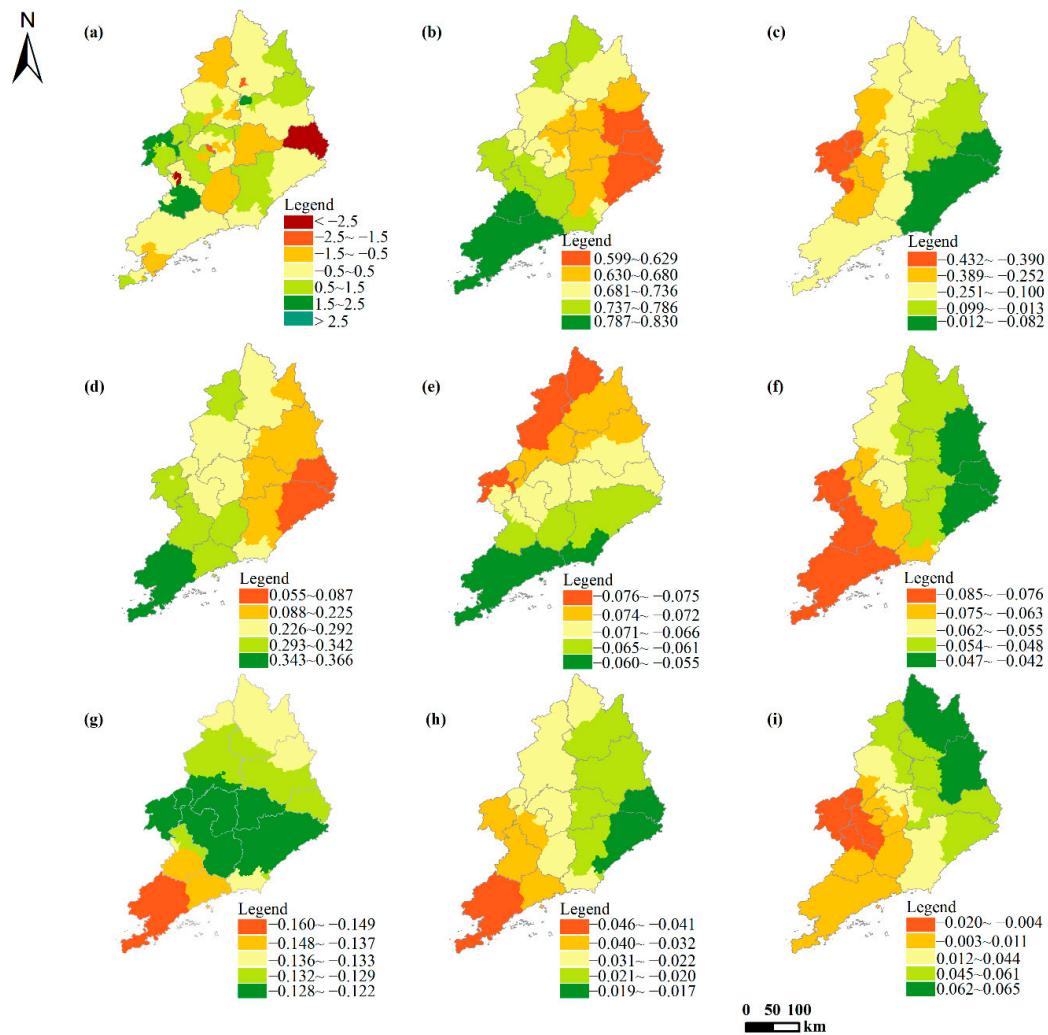 N
(a)
Legend
< −2.5
−2.5~ −1.5
−1.5~ −0.5
−0.5~0.5
0.5~1.5
1.5~2.5
> 2.5
(b)
Legend
0.599~0.629
0.630~0.680
0.681~0.736
0.737~0.786
0.787~0.830
(c)
Legend
−0.432~ −0.390
−0.389~ −0.252
−0.251~ −0.100
−0.099~ −0.013
−0.012~ −0.082
(d)
Legend
0.055~0.087
0.088~0.225
0.226~0.292
0.293~0.342
0.343~0.366
(e)
Legend
−0.076~ −0.075
−0.074~ −0.072
−0.071~ −0.066
−0.065~ −0.061
−0.060~ −0.055
(f)
Legend
−0.085~ −0.076
−0.075~ −0.063
−0.062~ −0.055
−0.054~ −0.048
−0.047~ −0.042
(g)
Legend
−0.160~ −0.149
−0.148~ −0.137
−0.136~ −0.133
−0.132~ −0.129
−0.128~ −0.122
(h)
Legend
−0.046~ −0.041
−0.040~ −0.032
−0.031~ −0.022
−0.021~ −0.020
−0.019~ −0.017
(i)
Legend
−0.020~ −0.004
−0.003~0.011
0.012~0.044
0.045~0.061
0.062~0.065
0 50 100
km